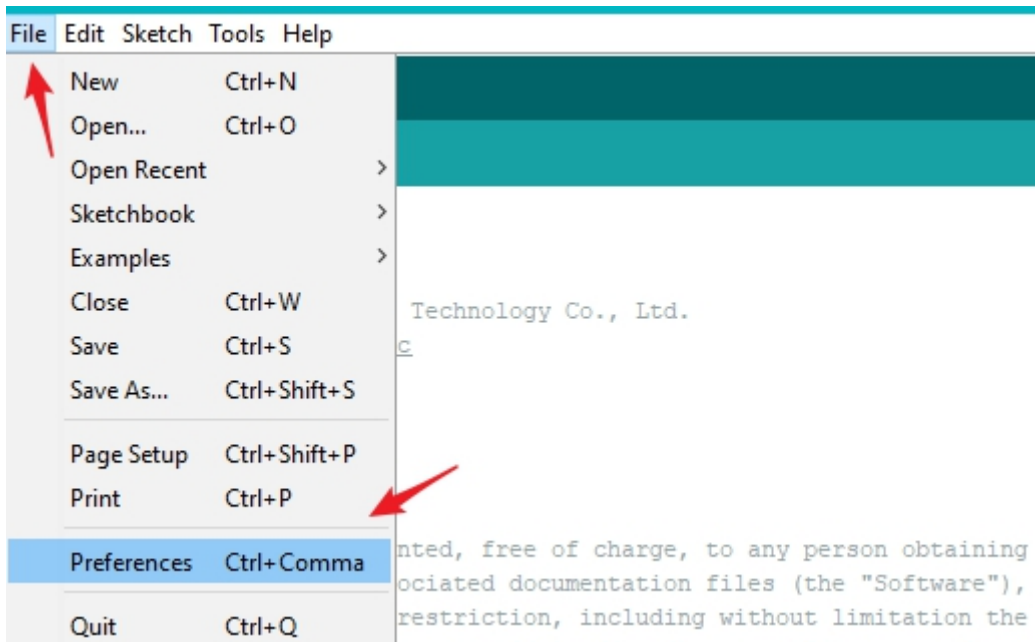 File Edit Sketch Tools Help
New Ctrl+N
Open... Ctrl+O
Open Recent >
Sketchbook >
Examples >
Close Ctrl+W
Save Ctrl+S
Save As... Ctrl+Shift+S
Page Setup Ctrl+Shift+P
Print Ctrl+P
Preferences Ctrl+Comma
Quit Ctrl+Q
Technology Co., Ltd.
c
nted, free of charge, to any person obtaining
ociated documentation files (the "Software"),
restriction, including without limitation the